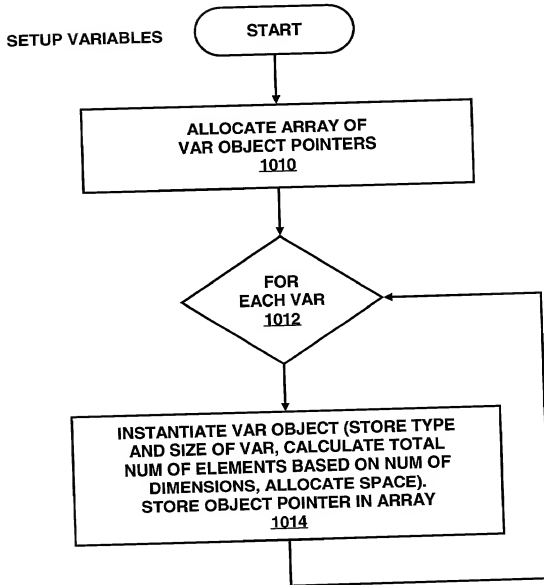 SETUP VARIABLES
START
ALLOCATE ARRAY OF
VAR OBJECT POINTERS
1010
FOR
EACH VAR
1012
INSTANTIATE VAR OBJECT (STORE TYPE
AND SIZE OF VAR, CALCULATE TOTAL
NUM OF ELEMENTS BASED ON NUM OF
DIMENSIONS, ALLOCATE SPACE).
STORE OBJECT POINTER IN ARRAY
1014